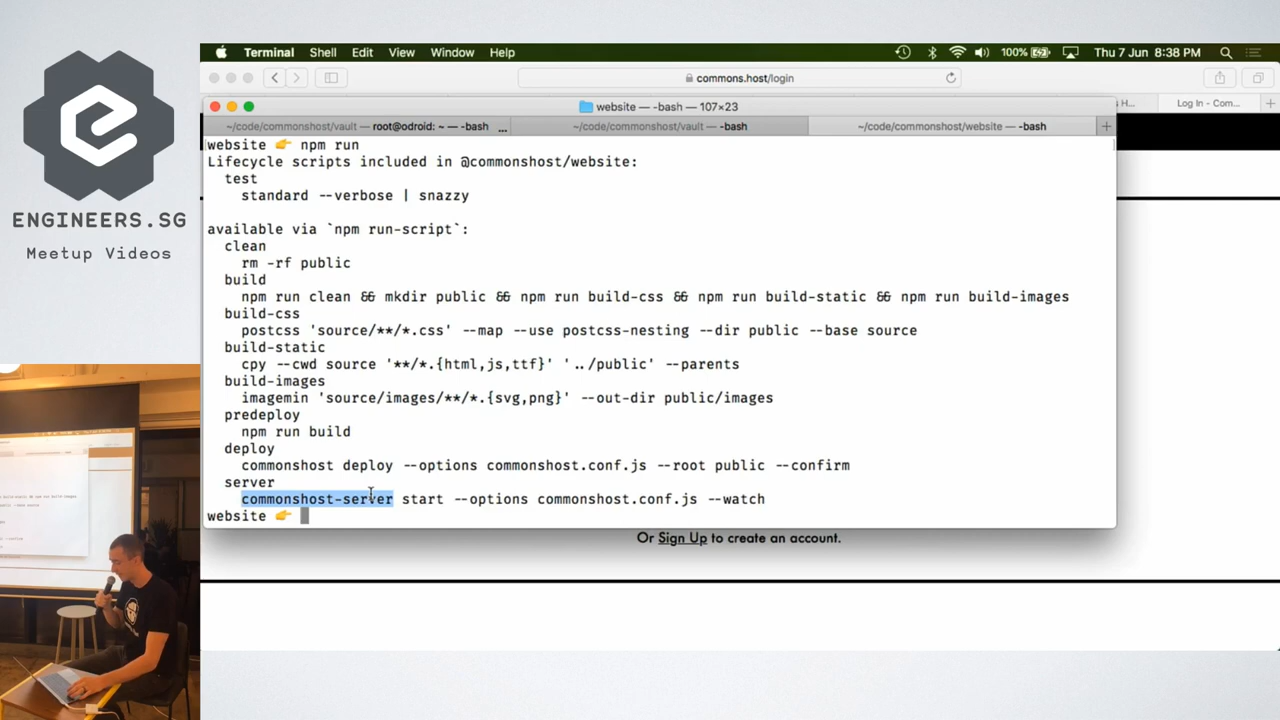 Terminal Shell Edit View Window Help 100% Thu 7 Jun 8:38 PM
commons.host/login
H... Log In - Com...
website — -bash — 107×23
~/code/commonshost/vault — root@odroid: ~ — -bash ... ~/code/commonshost/vault — -bash ~/code/commonshost/website — -bash
website 👉 npm run
Lifecycle scripts included in @commonshost/website:
test
standard --verbose | snazzy
available via `npm run-script`:
clean
rm -rf public
build
npm run clean && mkdir public && npm run build-css && npm run build-static && npm run build-images
build-css
postcss 'source/**/*.css' --map --use postcss-nesting --dir public --base source
build-static
cpy --cwd source '**/*.{html,js,ttf}' '../public' --parents
build-images
imagemin 'source/images/**/*.{svg,png}' --out-dir public/images
predeploy
npm run build
deploy
commonshost deploy --options commonshost.conf.js --root public --confirm
server
commonshost-server start --options commonshost.conf.js --watch
website 👉
Or Sign Up to create an account.
ENGINEERS.SG
Meetup Videos